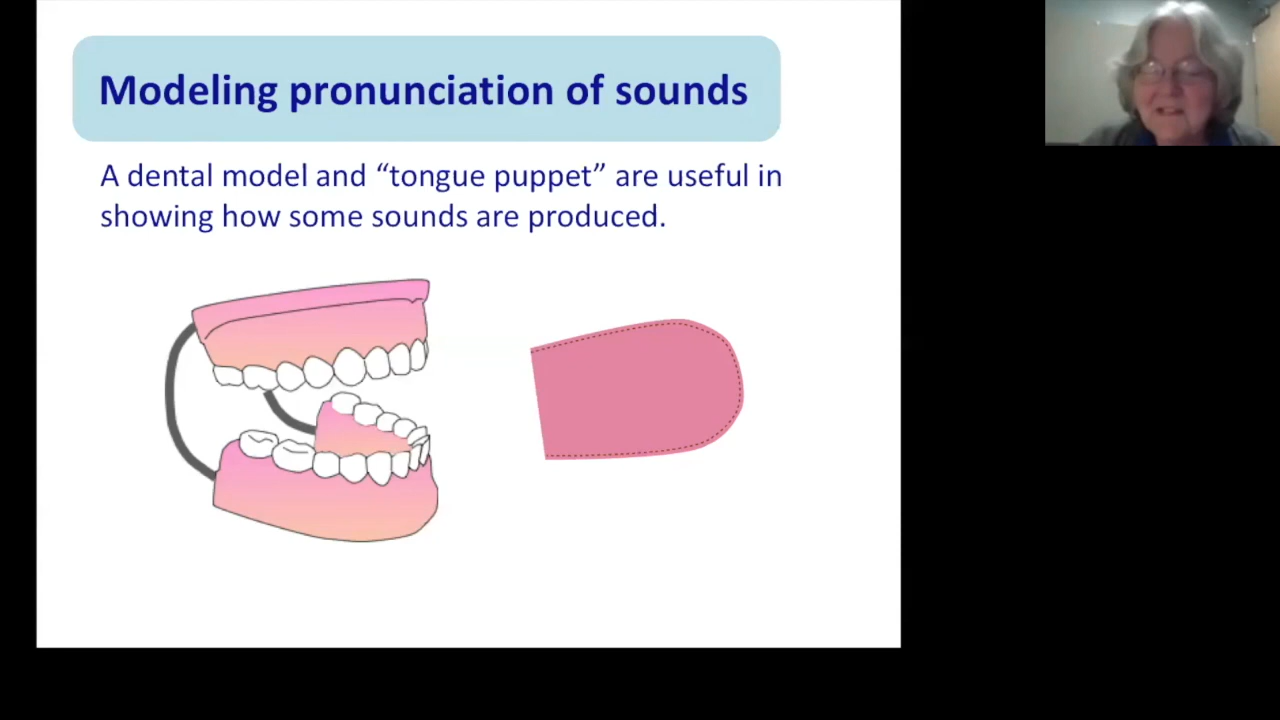 Modeling pronunciation of sounds
A dental model and “tongue puppet” are useful in
showing how some sounds are produced.